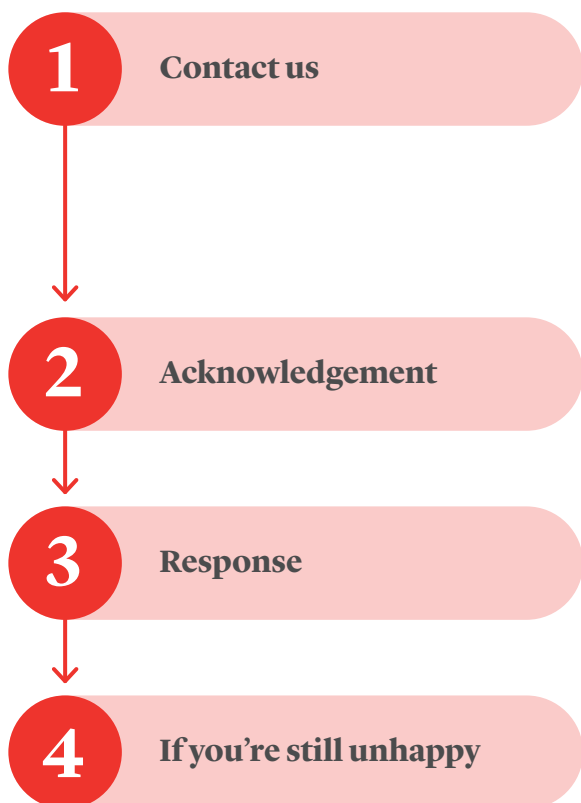 1 Contact us
2 Acknowledgement
3 Response
4 If you’re still unhappy